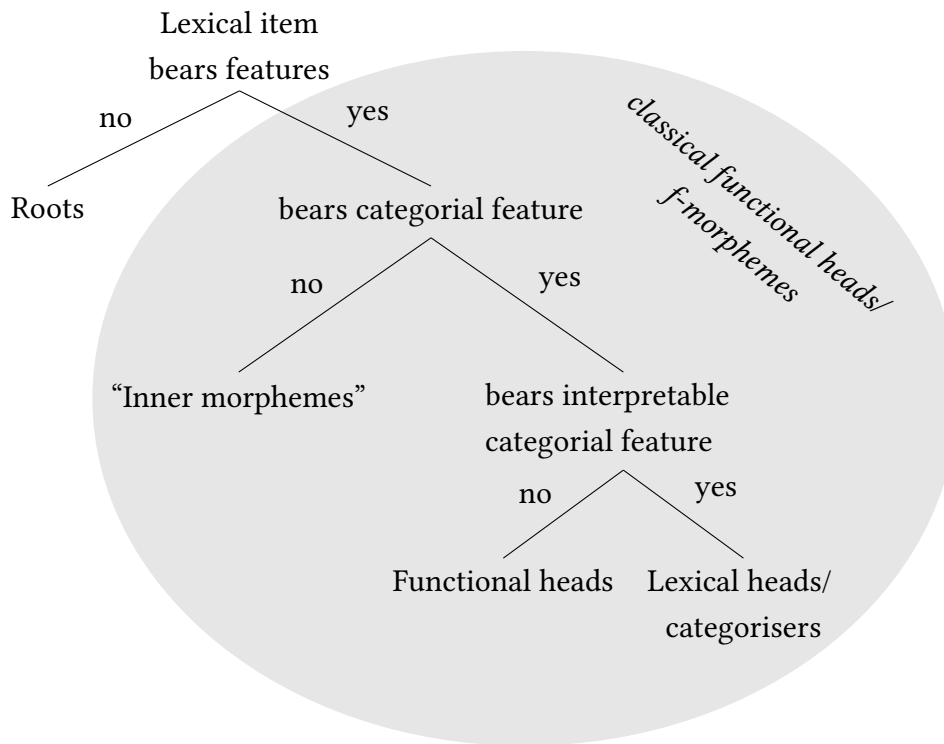 Lexical item
bears features
no
yes
classical functional heads/
f-morphemes
Roots
bears categorial feature
no
yes
“Inner morphemes”
bears interpretable
categorial feature
no
yes
Functional heads
Lexical heads/
categorisers